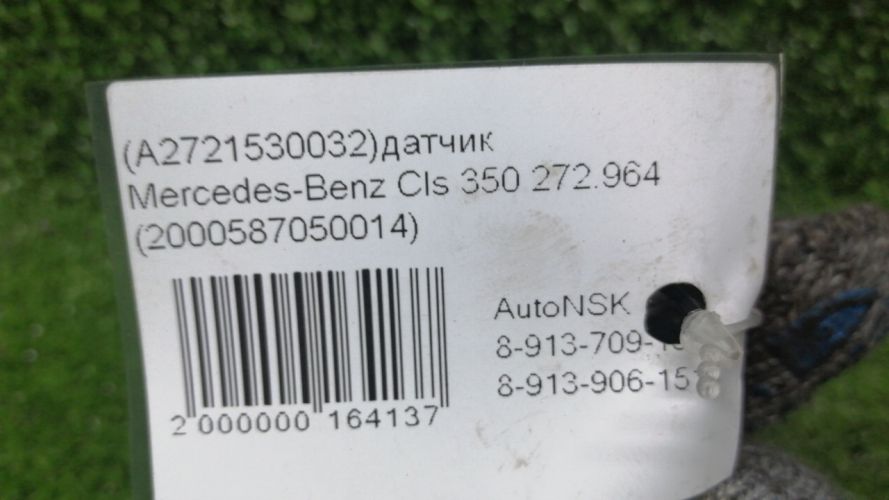 (A2721530032)датчик
Mercedes-Benz Cls 350 272.964
(2000587050014)
AutoNSK
2 000000 164137